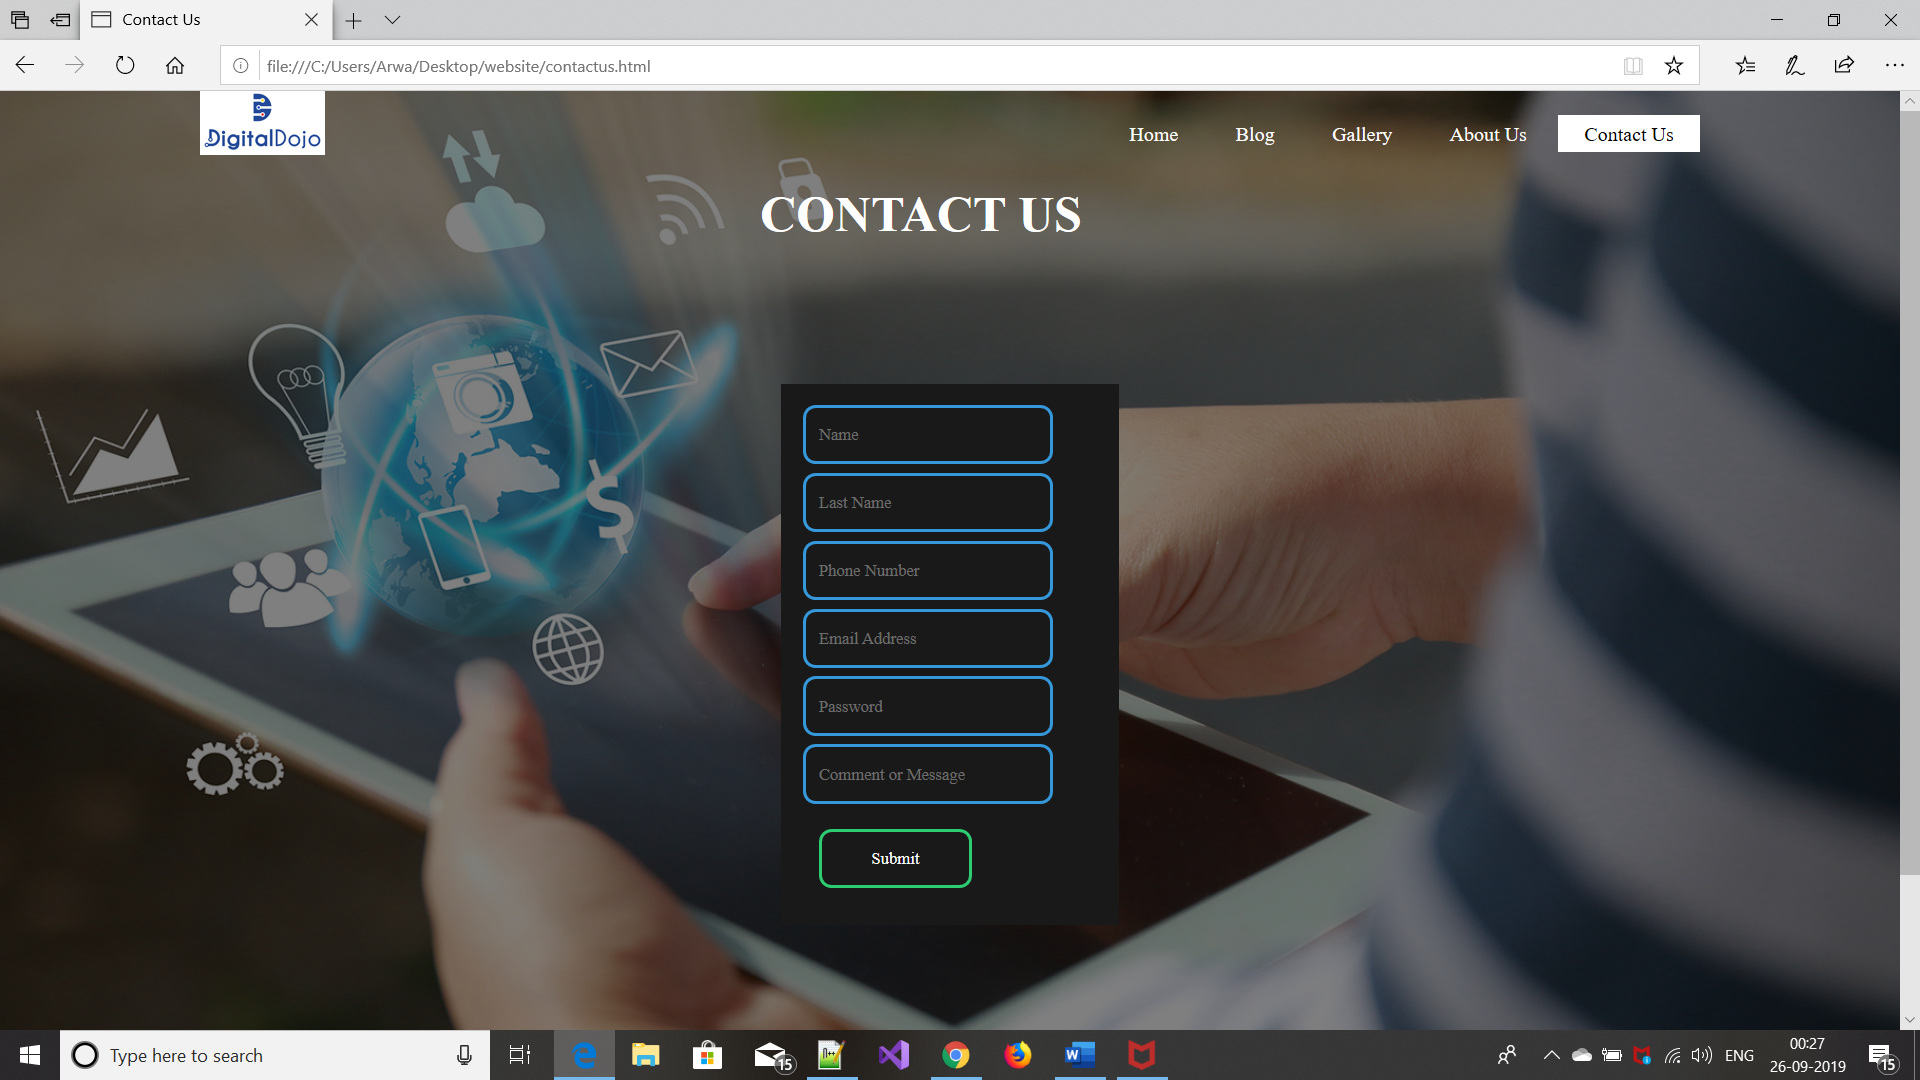 Contact Us
file:///C:/Users/Arwa/Desktop/website/contactus.html
DigitalDojo
Home Blog Gallery About Us Contact Us
CONTACT US
$
Name
Last Name
Phone Number
Email Address
Password
Comment or Message
Submit
Type here to search
15
N++
W
ENG
00:27
26-09-2019
15